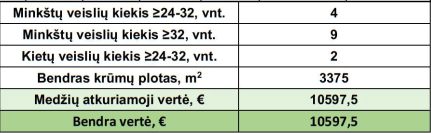 Minkštų veislių kiekis ≥24-32, vnt. 4
Minkštų veislių kiekis ≥32, vnt. 9
Kietų veislių kiekis ≥24-32, vnt. 2
Bendras krūmų plotas, m² 3375
Medžių atkuriamoji vertė, € 10597,5
Bendra vertė, € 10597,5